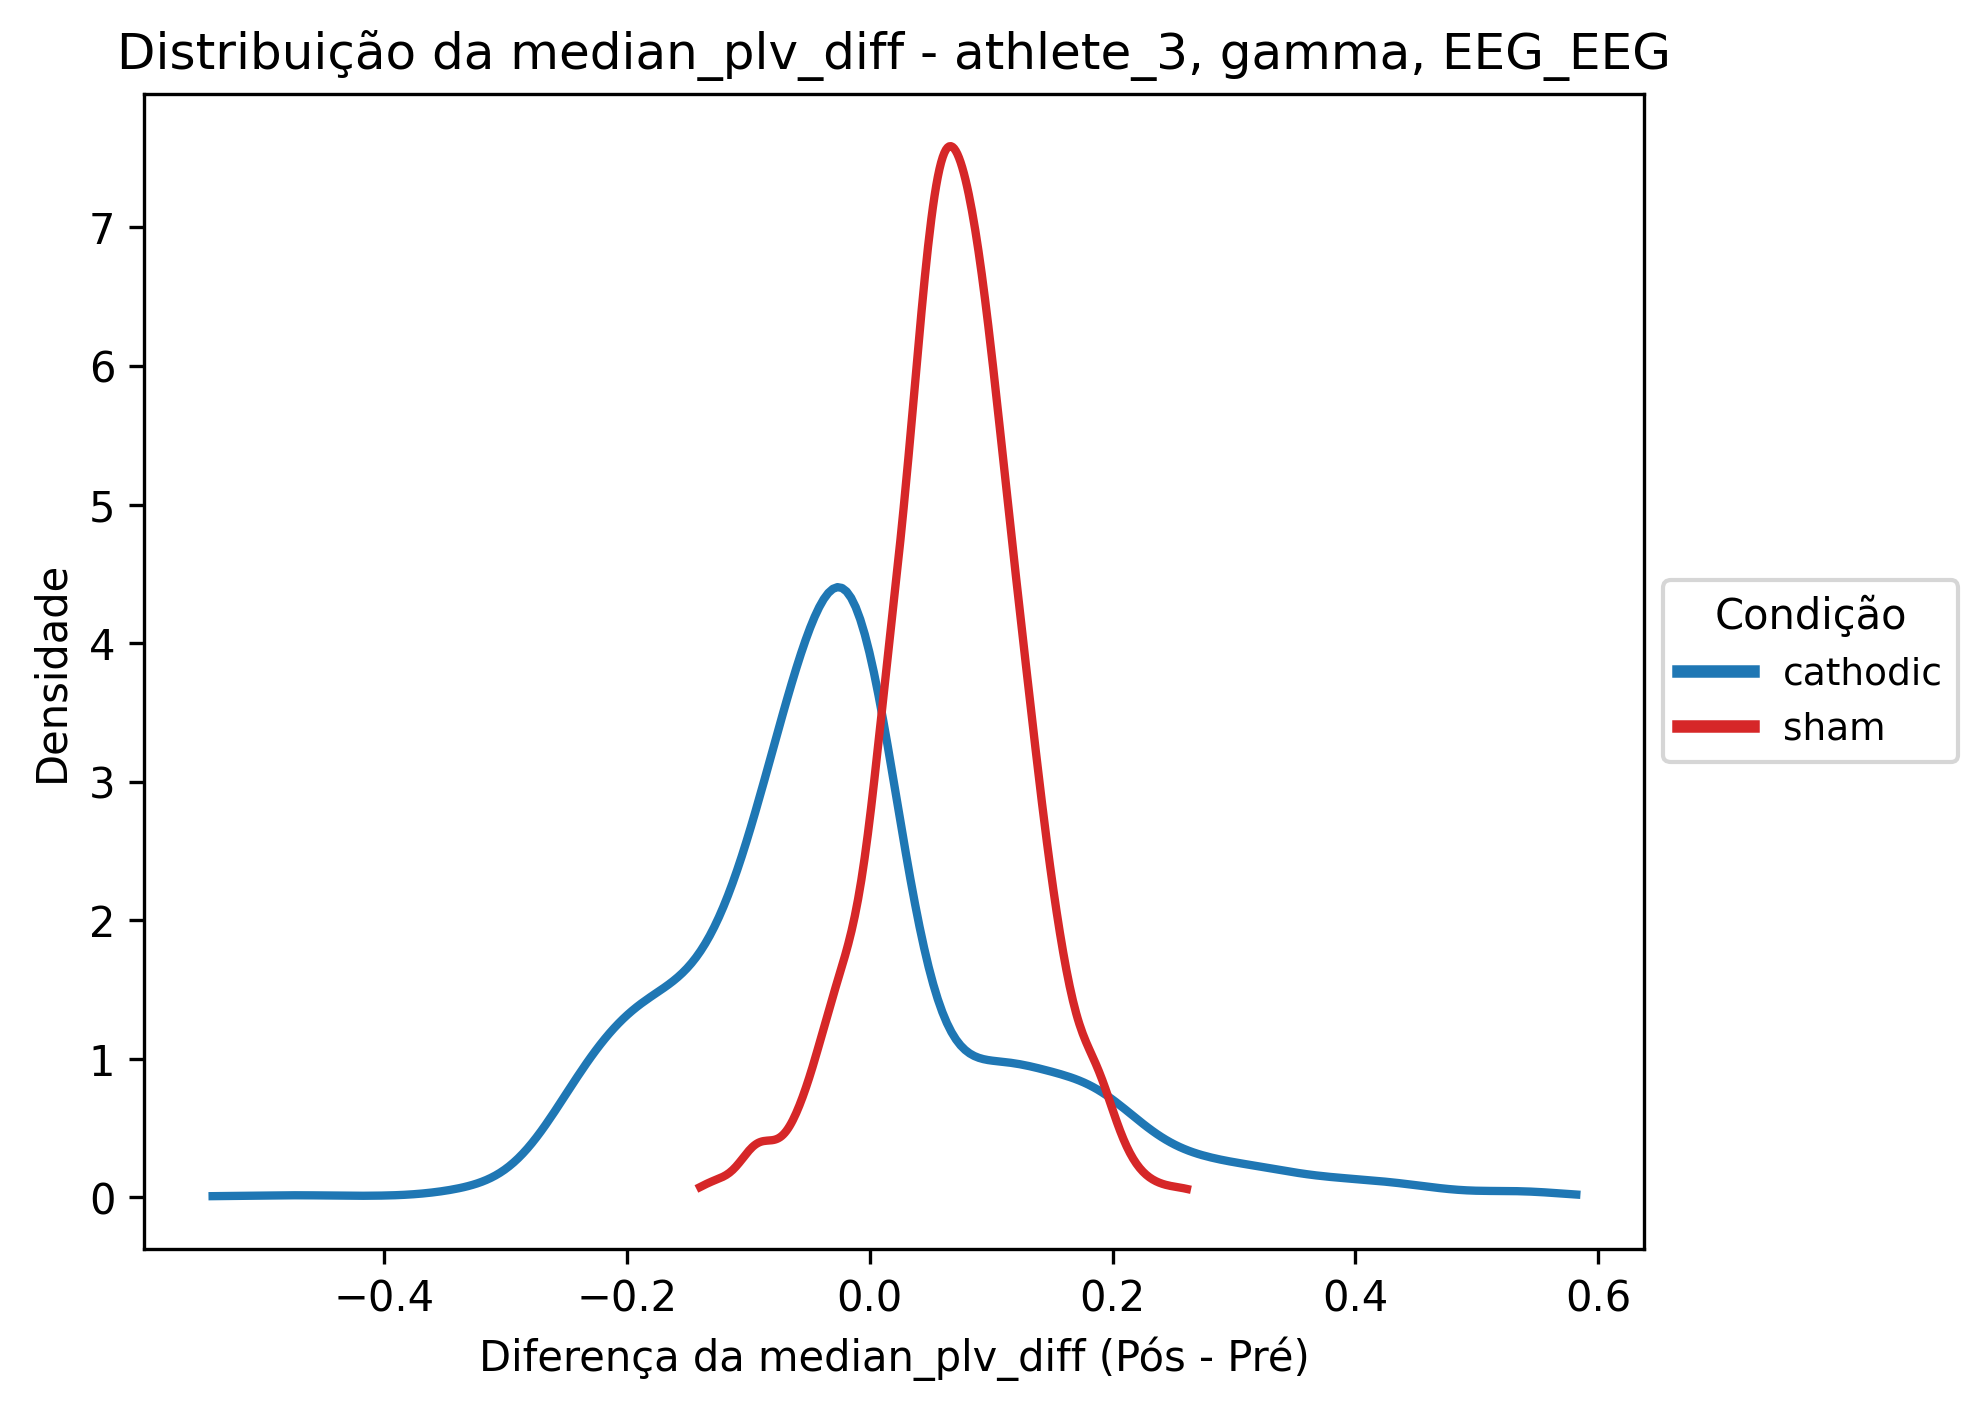 Distribuição da median_plv_diff - athlete_3, gamma, EEG_EEG
Densidade
7
6
5
4
3
2
1
0
−0.4
−0.2
0.0
0.2
0.4
0.6
Diferença da median_plv_diff (Pós - Pré)
Condição
cathodic
sham